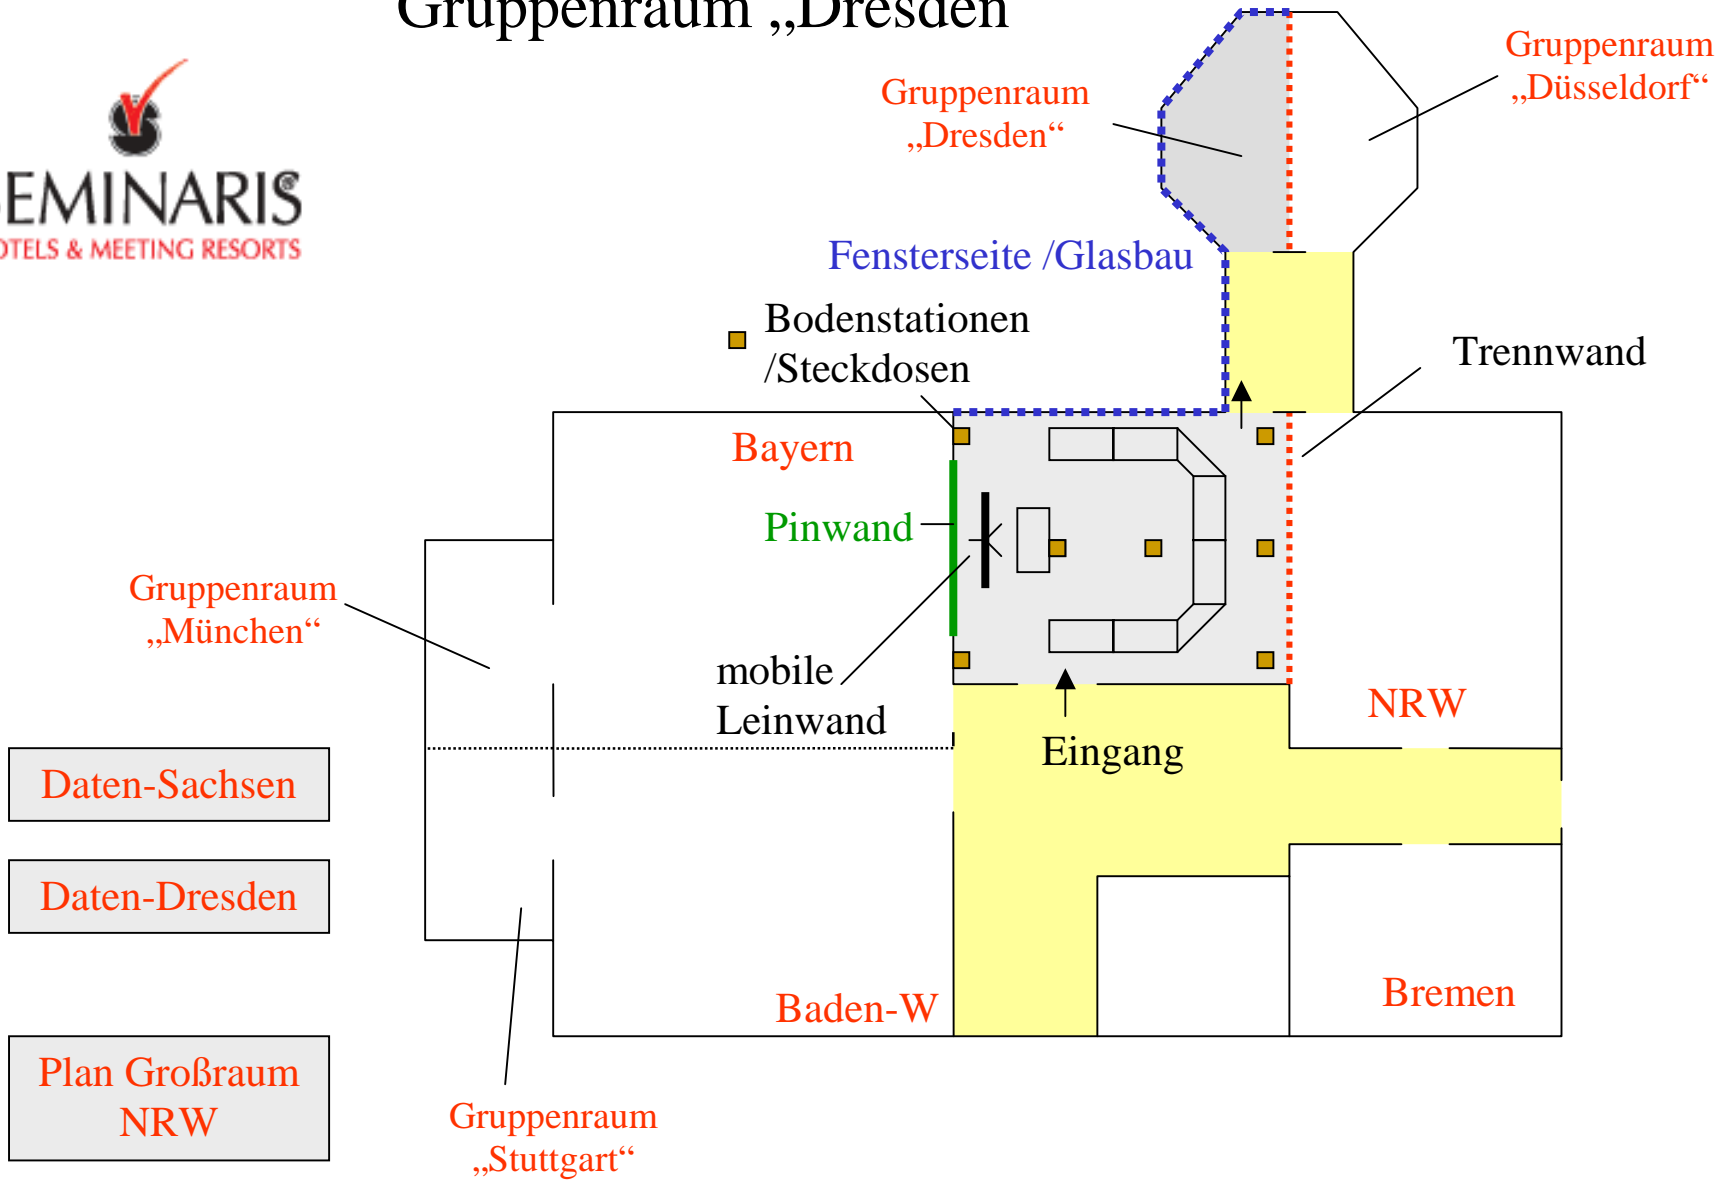 Gruppenraum „Dresden
Gruppenraum
„Düsseldorf“
Gruppenraum
„Dresden“
EMINARIS
HOTELS & MEETING RESORTS
Fensterseite /Glasbau
Bodenstationen
/Steckdosen
Trennwand
Bayern
Pinwand
Gruppenraum
„München“
mobile
Leinwand
NRW
Eingang
Daten-Sachsen
Daten-Dresden
Baden-W
Bremen
Plan Großraum
NRW
Gruppenraum
„Stuttgart“